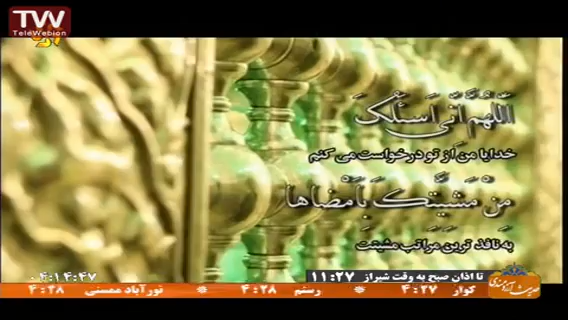 TW
TeleWebion
اللهم انی اسئلک
خدایا من از تو درخواست می کنم
من مشیتک بامضاها
به نافذ ترین مراتب مشیتت
۰۴:۱۴:۴۷
تا اذان صبح به وقت شیراز ۱۱:۲۷
کوار ۴:۲۷ رستم ۴:۲۸ نورآباد ممسنی ۴:۲۸